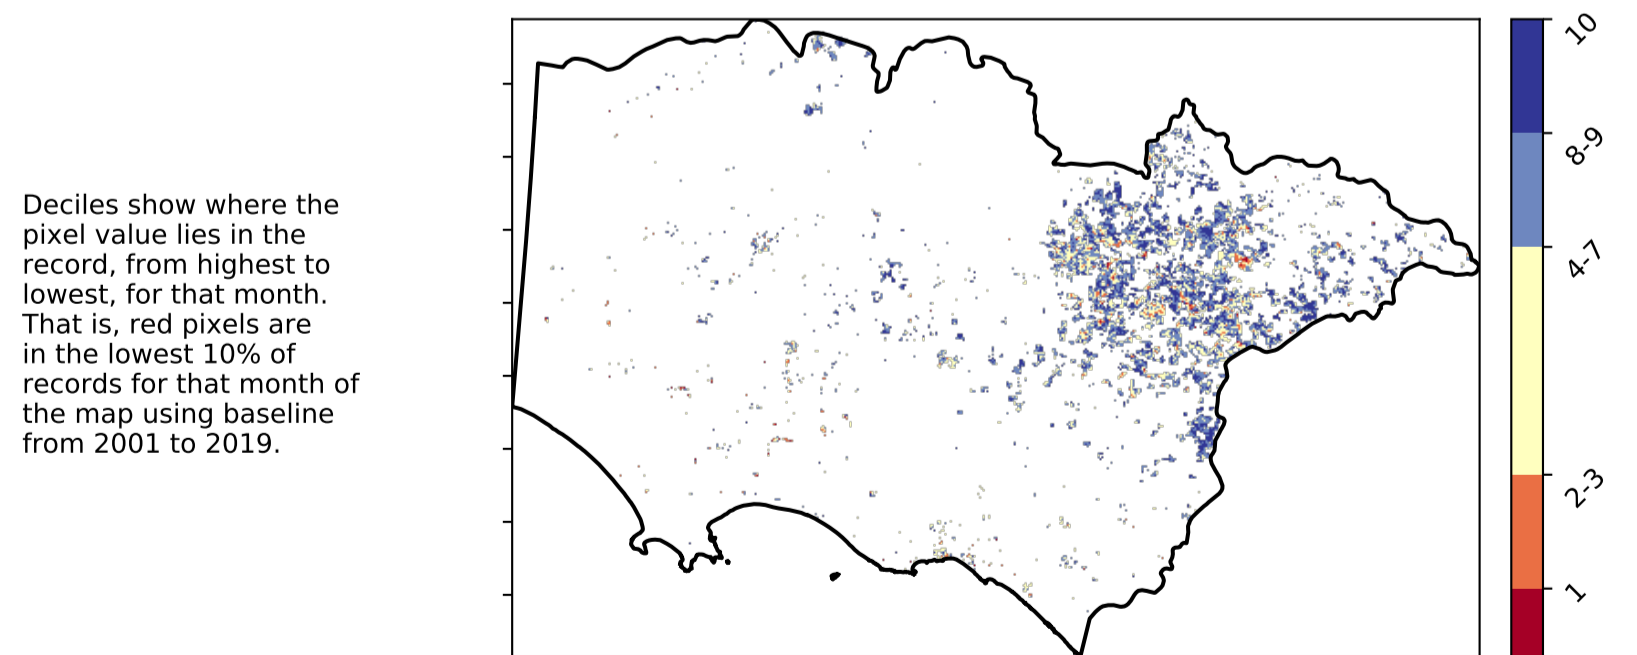 Deciles show where the
pixel value lies in the
record, from highest to
lowest, for that month.
That is, red pixels are
in the lowest 10% of
records for that month of
the map using baseline
from 2001 to 2019.
10
8-9
4-7
2-3
1